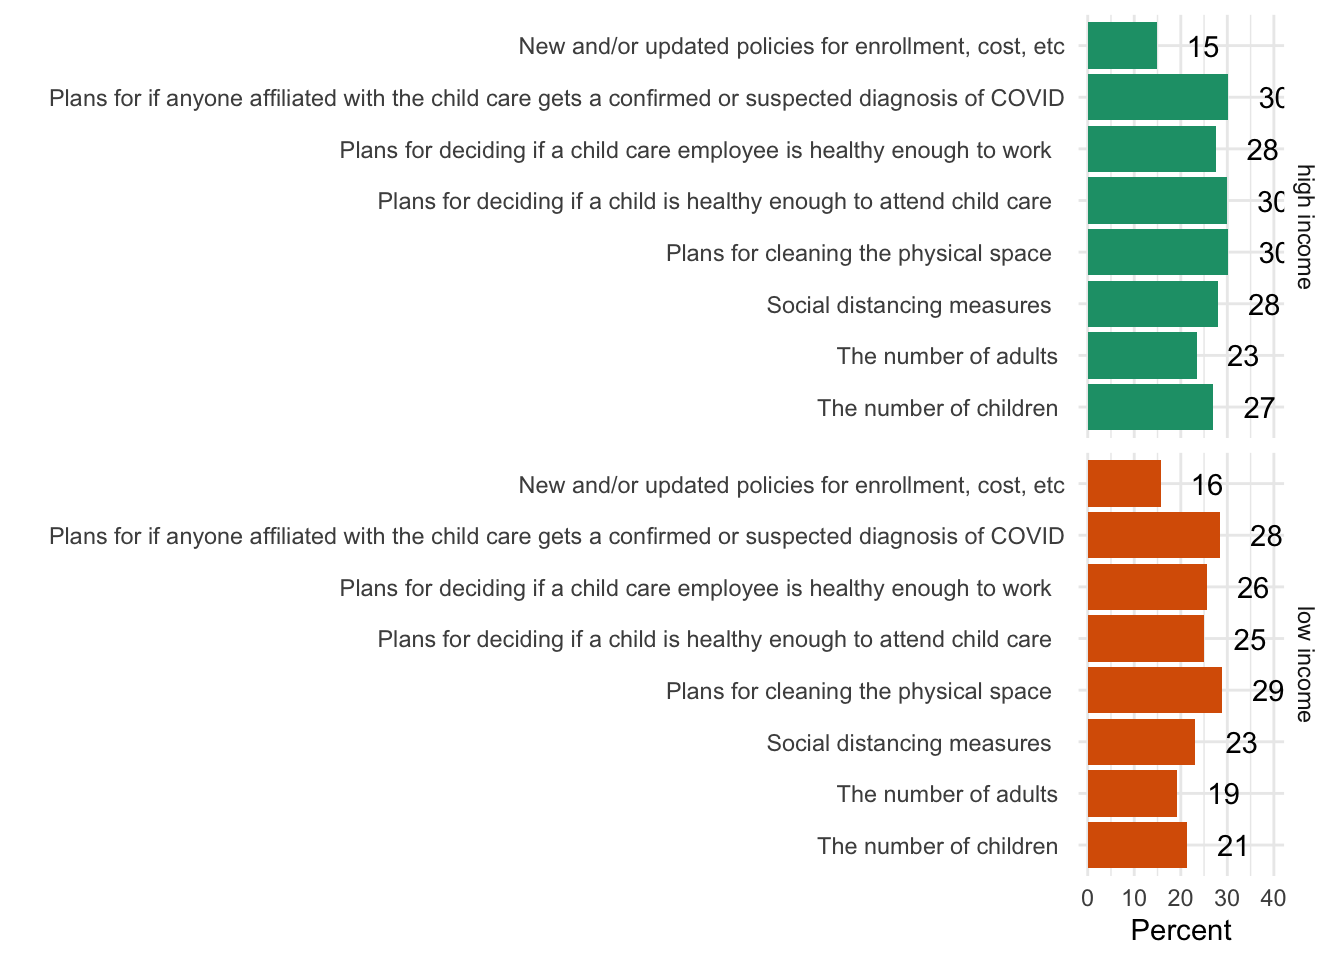 New and/or updated policies for enrollment, cost, etc 15
Plans for if anyone affiliated with the child care gets a confirmed or suspected diagnosis of COVID 30
Plans for deciding if a child care employee is healthy enough to work 28
Plans for deciding if a child is healthy enough to attend child care 30
Plans for cleaning the physical space 30
Social distancing measures 28
The number of adults 23
The number of children 27
high income
New and/or updated policies for enrollment, cost, etc 16
Plans for if anyone affiliated with the child care gets a confirmed or suspected diagnosis of COVID 28
Plans for deciding if a child care employee is healthy enough to work 26
Plans for deciding if a child is healthy enough to attend child care 25
Plans for cleaning the physical space 29
Social distancing measures 23
The number of adults 19
The number of children 21
low income
0 10 20 30 40
Percent